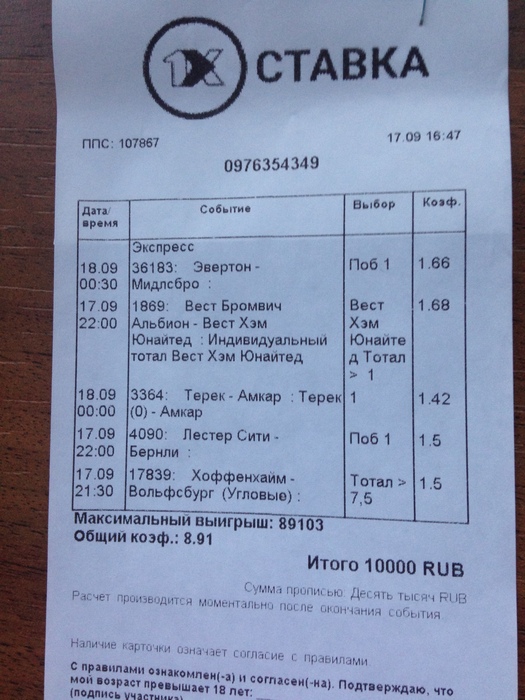 1X СТАВКА
ППС: 107867
17.09 16:47
0976354349
Дата/ Событие Выбор Коэф.
время
Экспресс
18.09 36183: Эвертон - Поб 1 1.66
00:30 Мидлсбро :
17.09 1869: Вест Бромвич Вест 1.68
22:00 Альбион - Вест Хэм Хэм
Юнайтед : Индивидуальный Юнайте
тотал Вест Хэм Юнайтед д Тотал
> 1
18.09 3364: Терек - Амкар : Терек 1 1.42
00:00 (0) - Амкар
17.09 4090: Лестер Сити - Поб 1 1.5
22:00 Бернли :
17.09 17839: Хоффенхайм - Тотал > 1.5
21:30 Вольфсбург (Угловые) : 7,5
Максимальный выигрыш: 89103
Общий коэф.: 8.91
Итого 10000 RUB
Сумма прописью: Десять тысяч RUB
Расчет производится моментально после окончания события
Наличие карточки означает согласие с правилами
С правилами ознакомлен(-а) и согласен(-на). Подтверждаю, что
мой возраст превышает 18 лет:
(подпись участника)